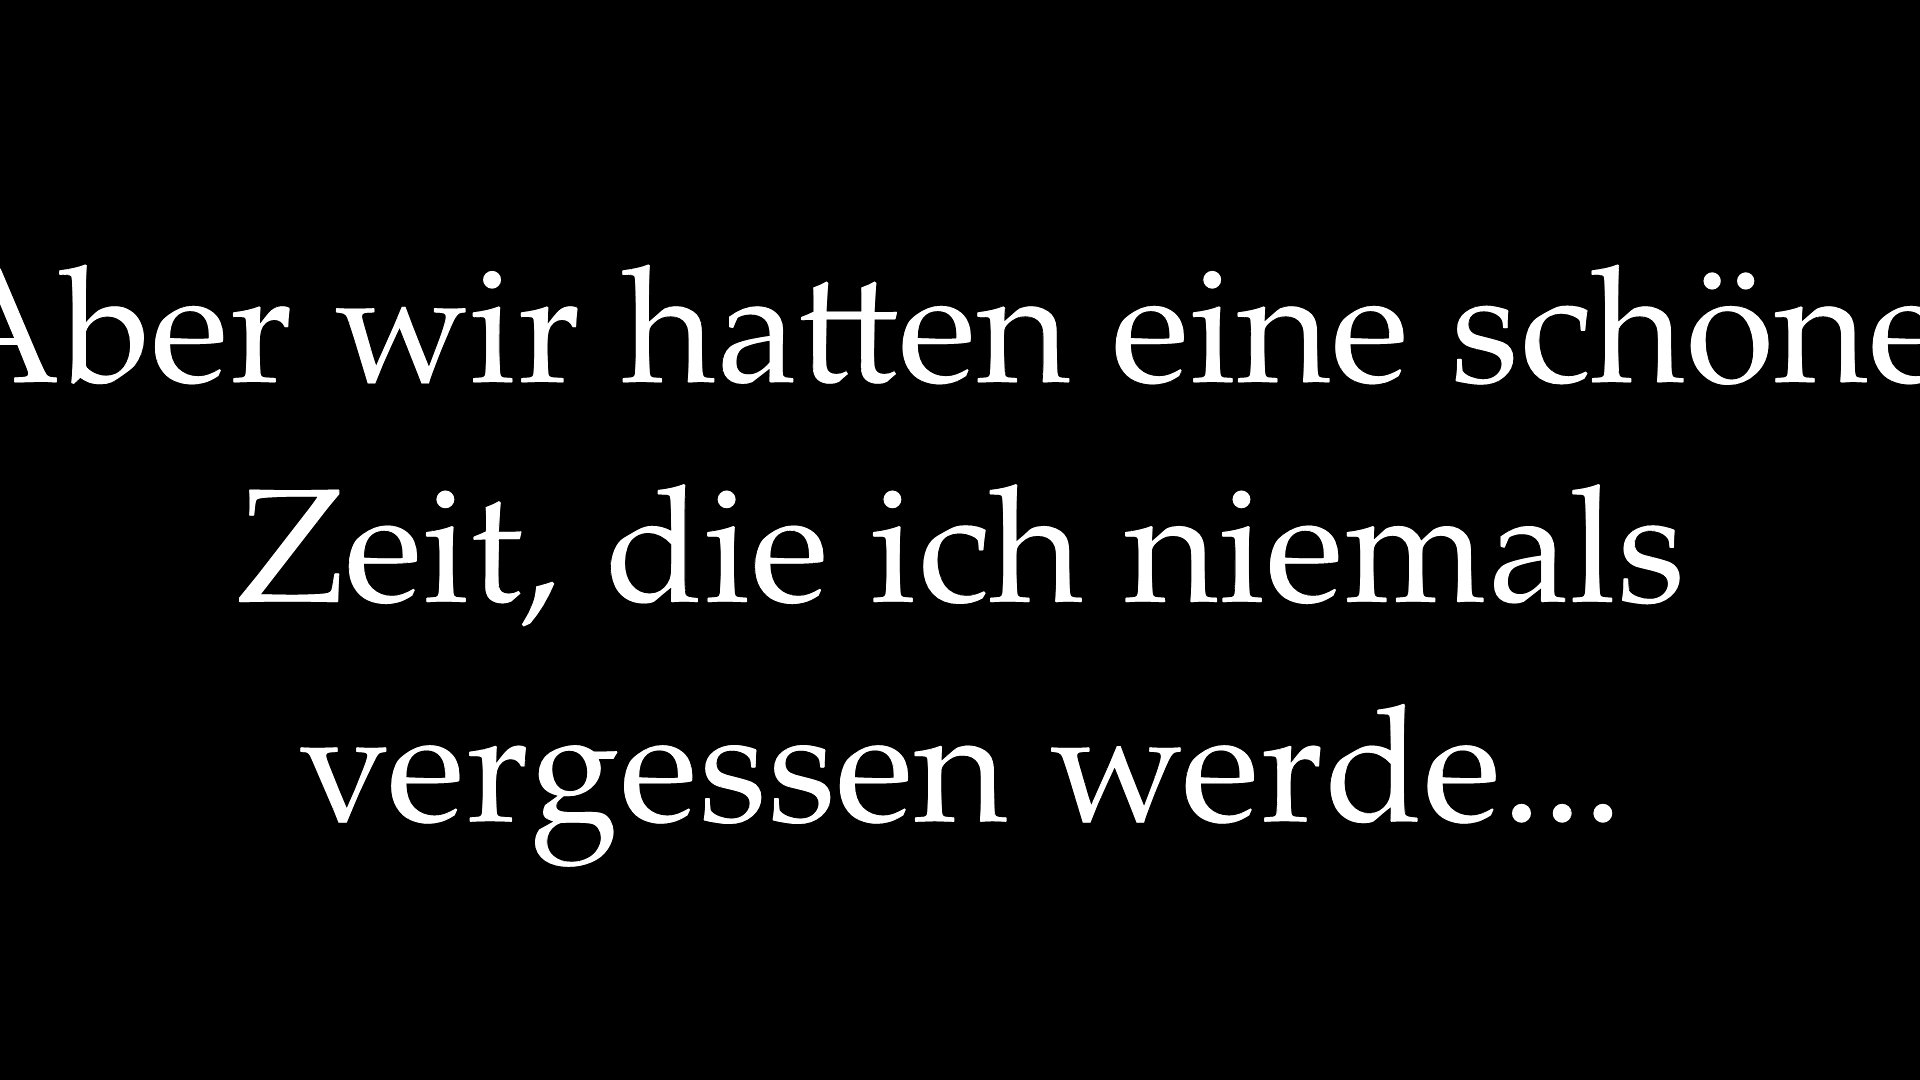 Aber wir hatten eine schöne
Zeit, die ich niemals
vergessen werde...